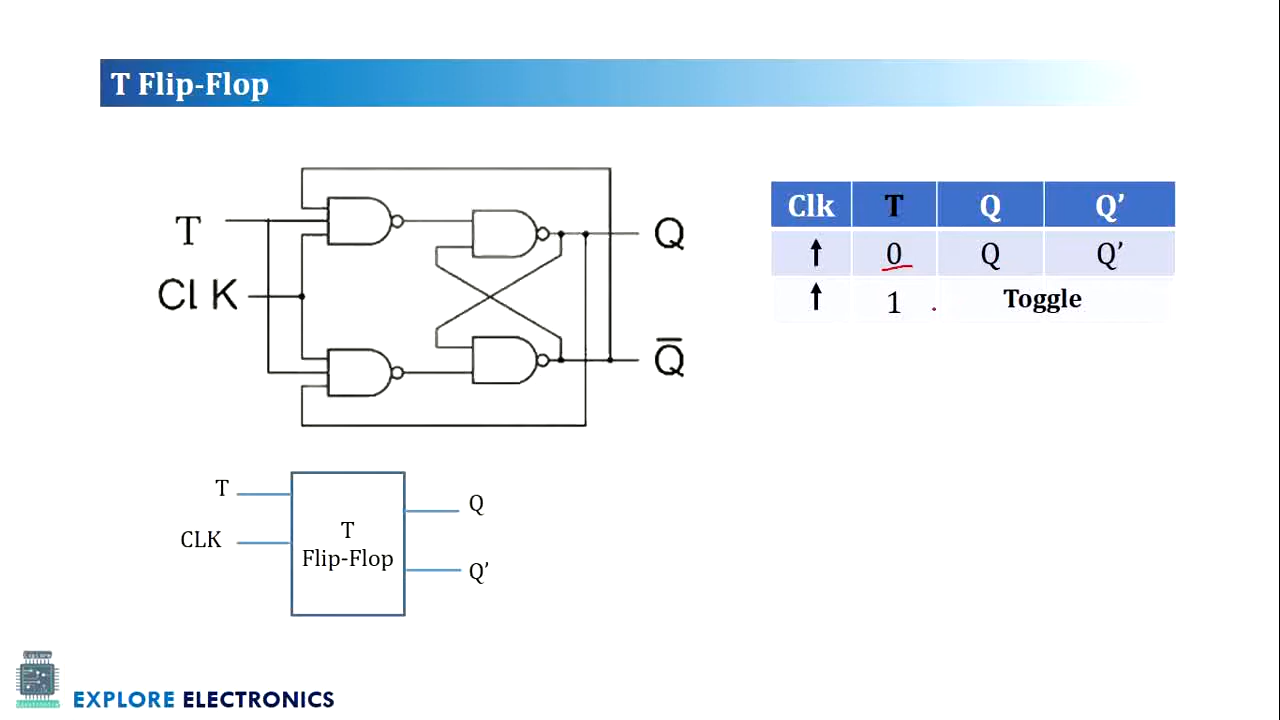 T Flip-Flop
T
Cl K
Q
Q̅
Clk T Q Q’
↑ 0 Q Q’
↑ 1 Toggle
T
CLK
T
Flip-Flop
Q
Q’
EXPLORE ELECTRONICS